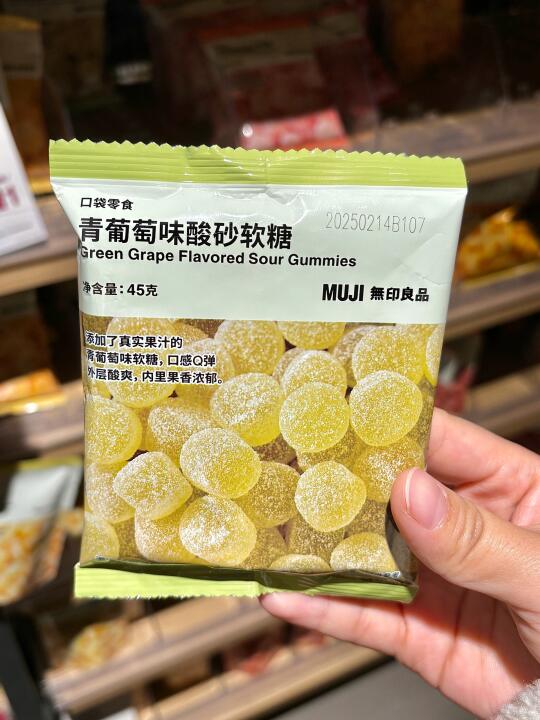 口袋零食
青葡萄味酸砂软糖
20250214B107
Green Grape Flavored Sour Gummies
净含量:45克
MUJI 無印良品
添加了真实果汁的
青葡萄味软糖,口感Q弹
外层酸爽,内里果香浓郁。